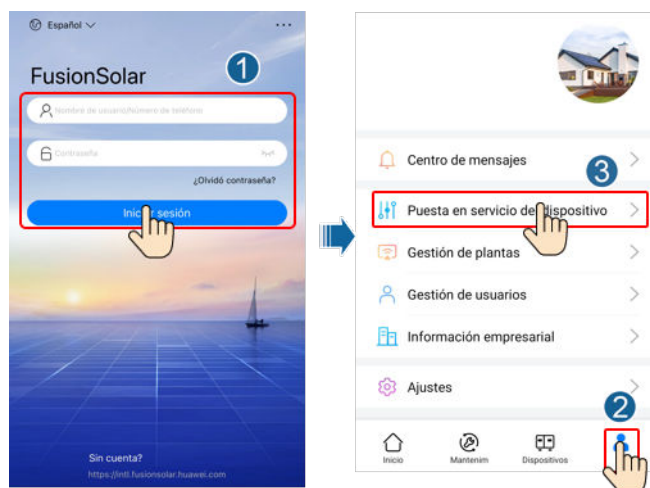 Español
FusionSolar
1
Nombre de usuario/Número de teléfono
Contraseña
¿Olvidó contraseña?
Iniciar sesión
Sin cuenta?
https://intl.fusionsolar.huawei.com
Centro de mensajes
3
Puesta en servicio de dispositivo
Gestión de plantas
Gestión de usuarios
Información empresarial
Ajustes
2
Inicio
Mantenim
Dispositivos